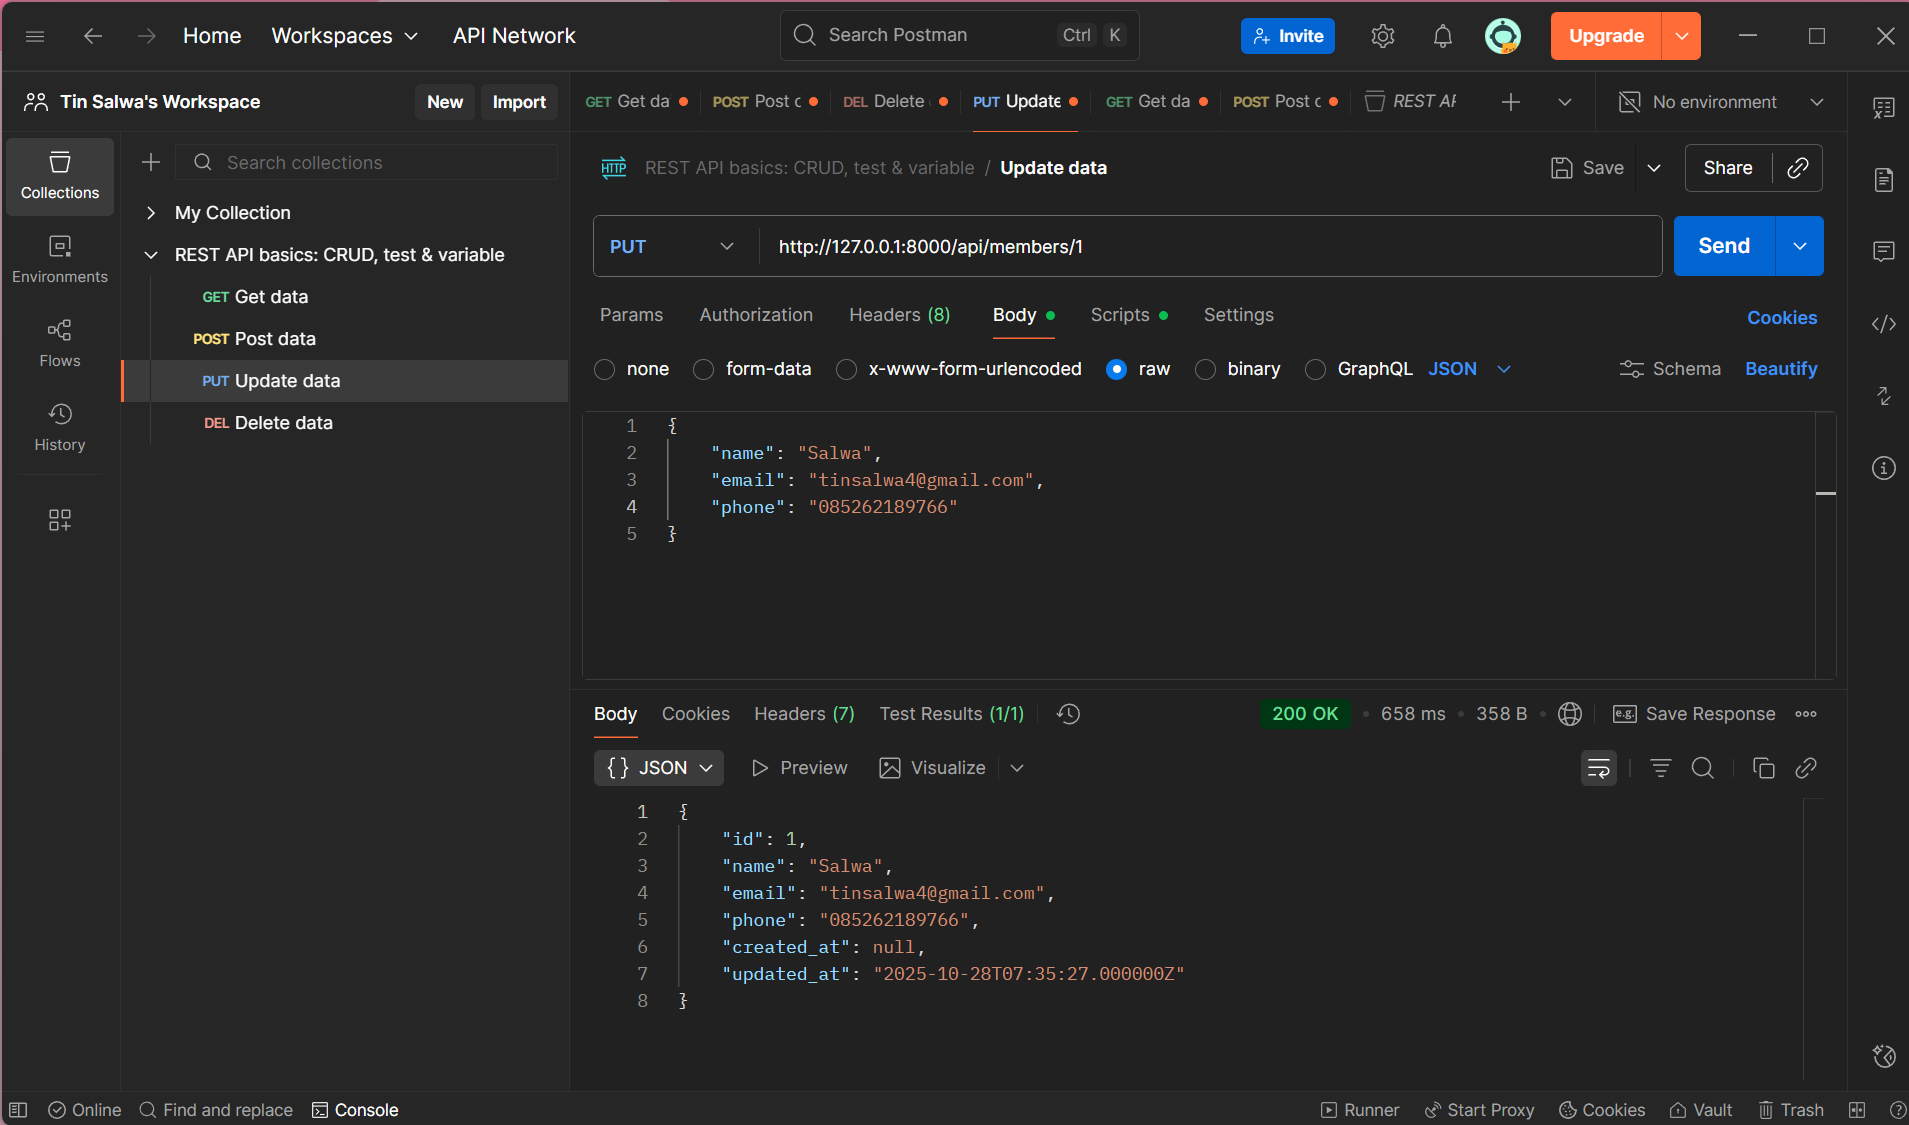 Home Workspaces API Network Search Postman Ctrl K Invite Upgrade
Tin Salwa's Workspace New Import
GET Get da POST Post c DEL Delete PUT Update GET Get da POST Post c REST AF No environment
Collections
Environments
Flows
History
Search collections
My Collection
REST API basics: CRUD, test & variable
GET Get data
POST Post data
PUT Update data
DEL Delete data
HTTP REST API basics: CRUD, test & variable / Update data Save Share
PUT http://127.0.0.1:8000/api/members/1 Send
Params Authorization Headers (8) Body Scripts Settings Cookies
none form-data x-www-form-urlencoded raw binary GraphQL JSON Schema Beautify
1 {
2 "name": "Salwa",
3 "email": "tinsalwa4@gmail.com",
4 "phone": "085262189766"
5 }
Body Cookies Headers (7) Test Results (1/1) 200 OK • 658 ms • 358 B • e.g. Save Response
{} JSON Preview Visualize
1 {
2 "id": 1,
3 "name": "Salwa",
4 "email": "tinsalwa4@gmail.com",
5 "phone": "085262189766",
6 "created_at": null,
7 "updated_at": "2025-10-28T07:35:27.000000Z"
8 }
Online Find and replace Console Runner Start Proxy Cookies Vault Trash